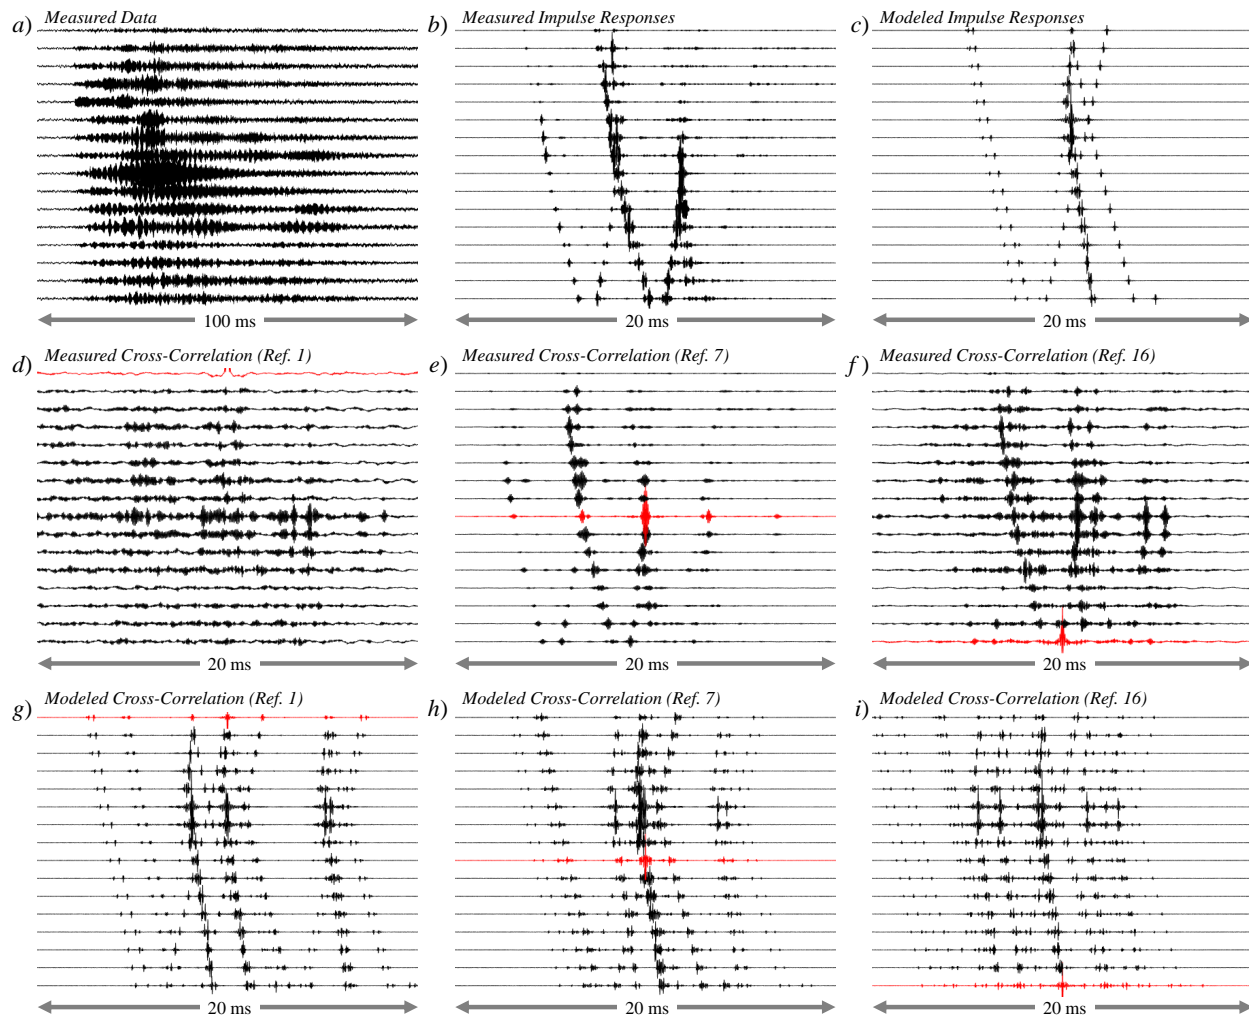 a) Measured Data
b) Measured Impulse Responses
c) Modeled Impulse Responses
100 ms
20 ms
20 ms
d) Measured Cross-Correlation (Ref. 1)
e) Measured Cross-Correlation (Ref. 7)
f) Measured Cross-Correlation (Ref. 16)
20 ms
20 ms
20 ms
g) Modeled Cross-Correlation (Ref. 1)
h) Modeled Cross-Correlation (Ref. 7)
i) Modeled Cross-Correlation (Ref. 16)
20 ms
20 ms
20 ms